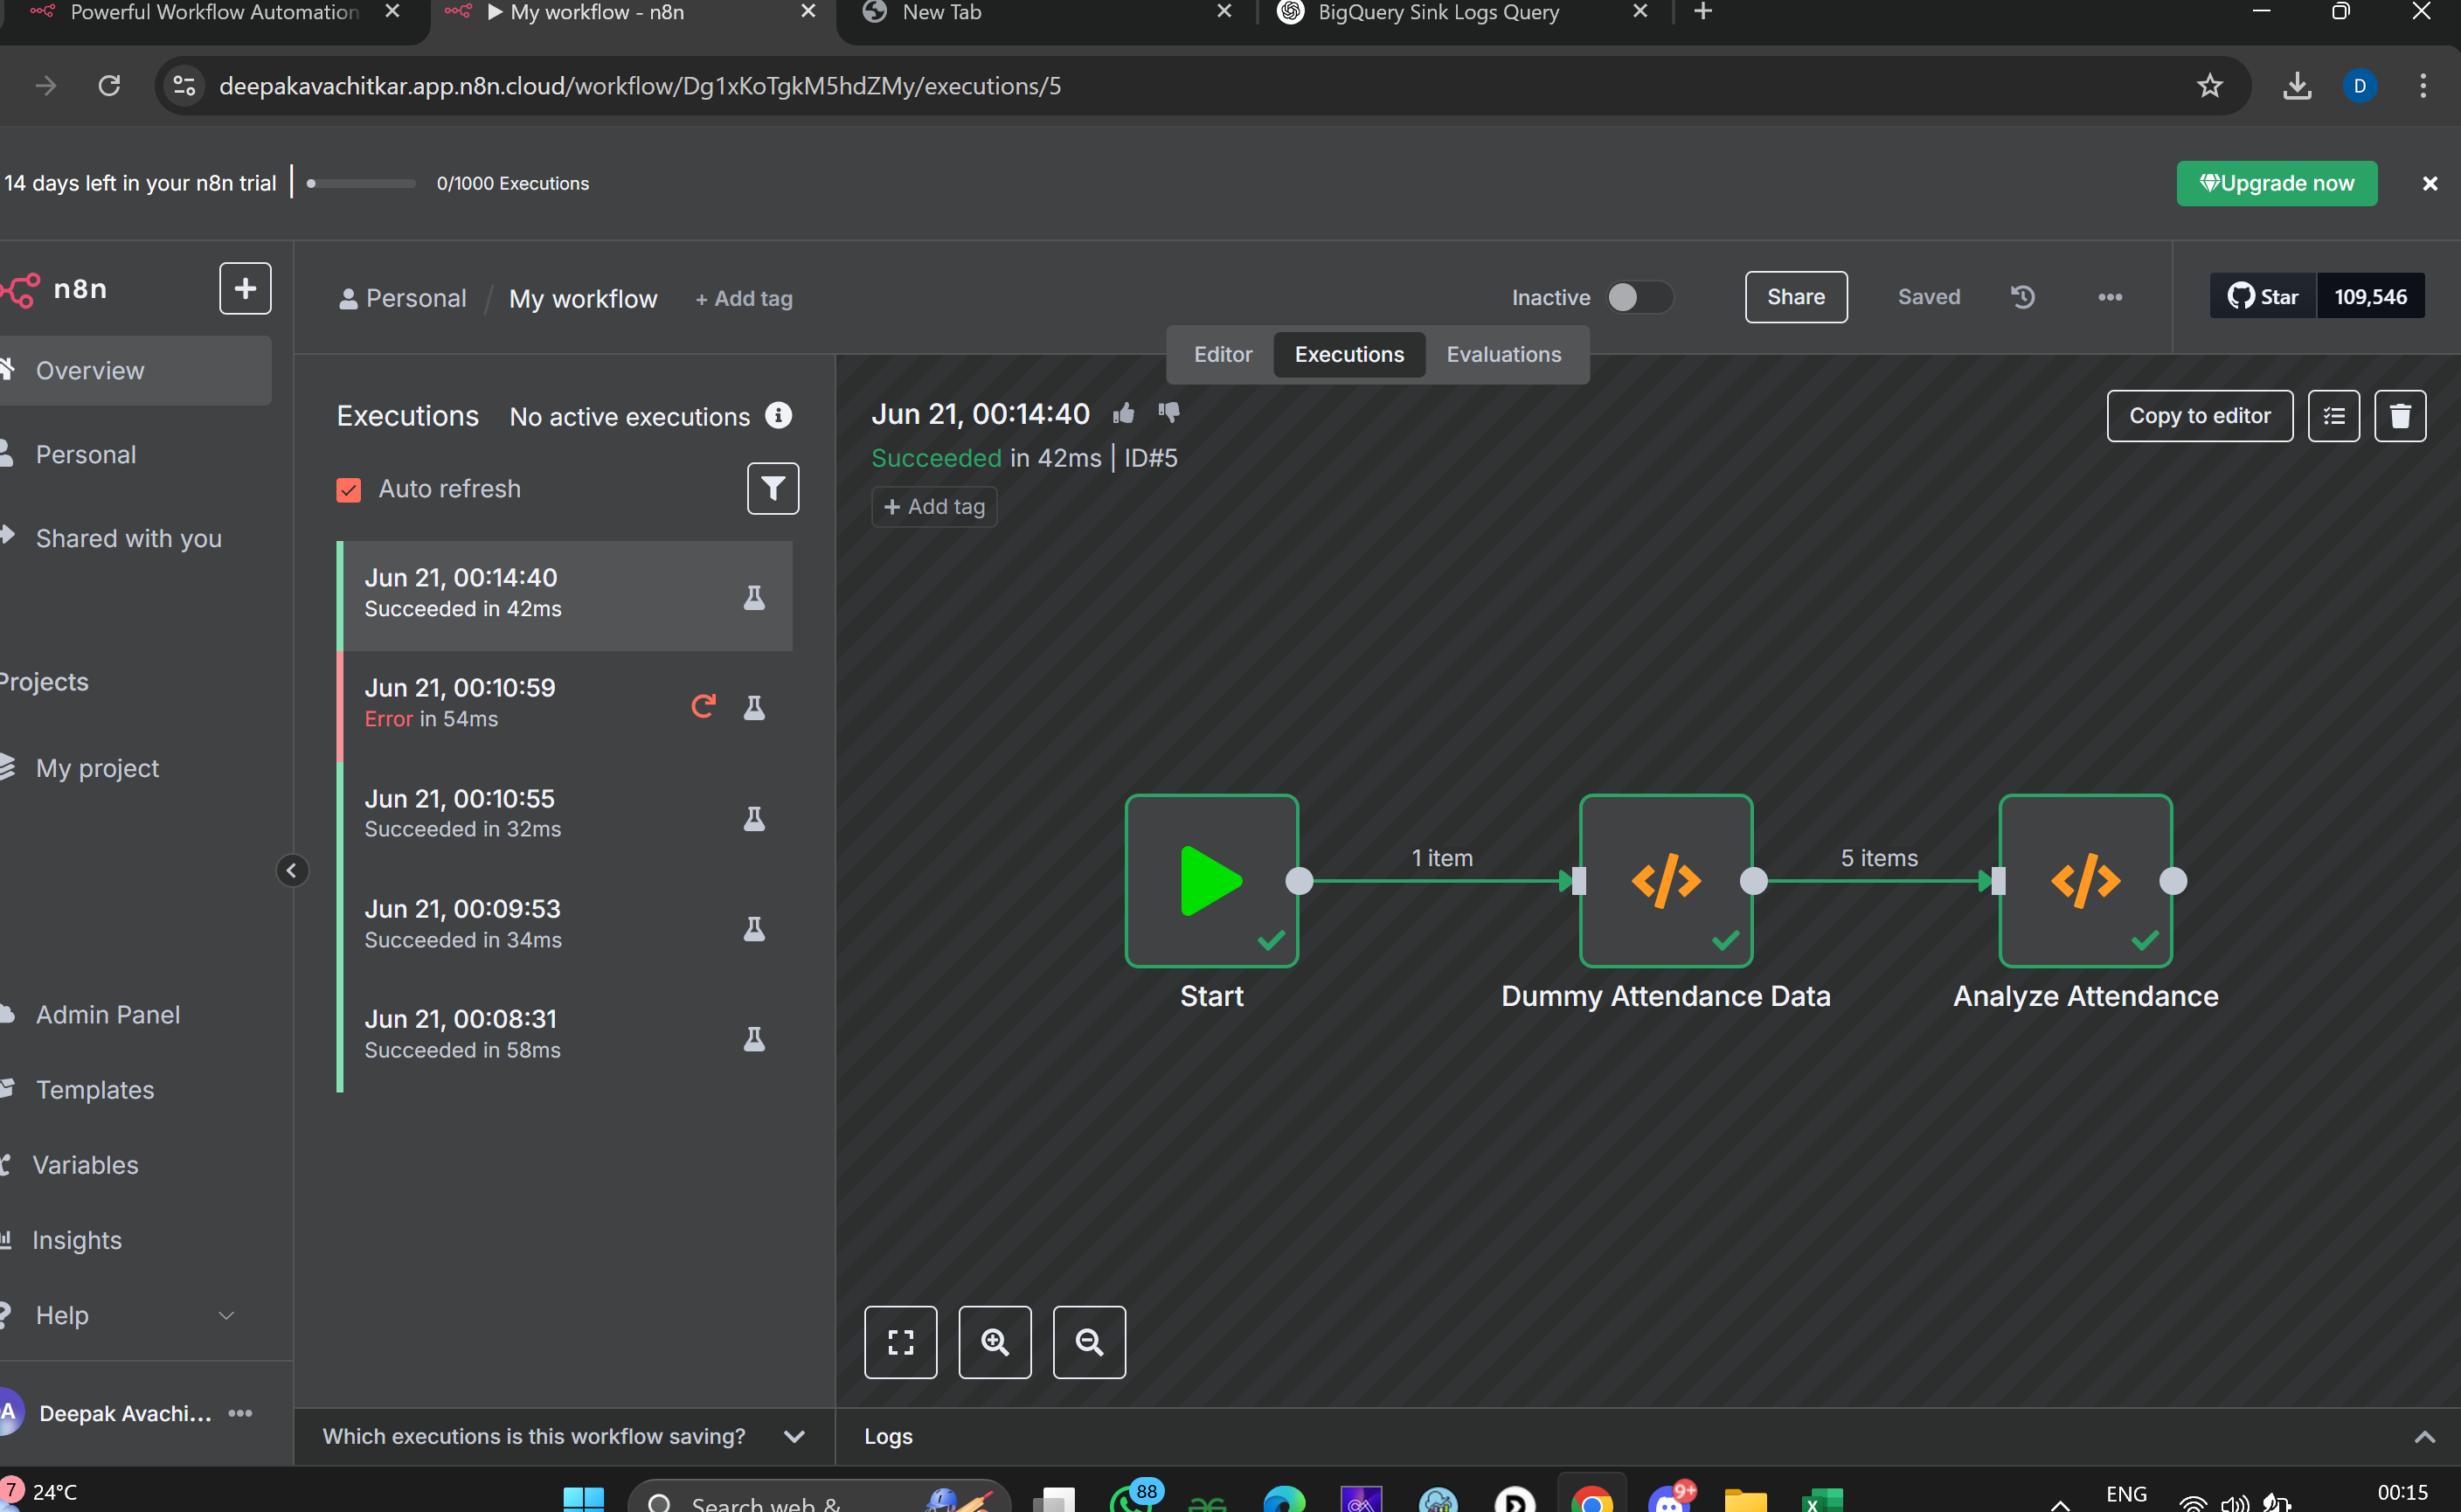 Powerful Workflow Automation
▶ My workflow - n8n
New Tab
BigQuery Sink Logs Query
deepakavachitkar.app.n8n.cloud/workflow/Dg1xKoTgkM5hdZMy/executions/5
D
14 days left in your n8n trial
0/1000 Executions
Upgrade now
n8n
Personal / My workflow
+ Add tag
Inactive
Share
Saved
Star
109,546
Editor
Executions
Evaluations
Overview
Personal
Shared with you
Projects
My project
Admin Panel
Templates
Variables
Insights
Help
Deepak Avachi...
Executions
No active executions
Auto refresh
Jun 21, 00:14:40
Succeeded in 42ms
Jun 21, 00:10:59
Error in 54ms
Jun 21, 00:10:55
Succeeded in 32ms
Jun 21, 00:09:53
Succeeded in 34ms
Jun 21, 00:08:31
Succeeded in 58ms
Which executions is this workflow saving?
Jun 21, 00:14:40
Succeeded in 42ms | ID#5
+ Add tag
Copy to editor
1 item
5 items
Start
Dummy Attendance Data
Analyze Attendance
Logs
7
24°C
Search web &
88
9+
ENG
00:15